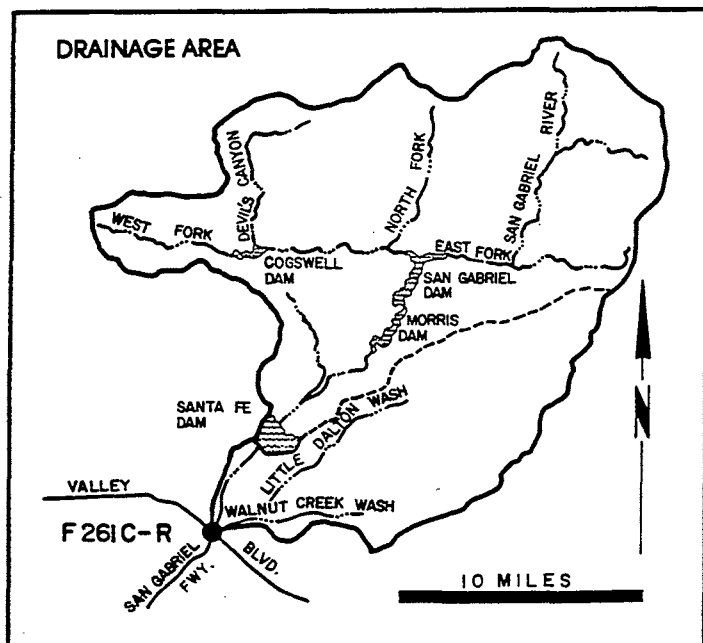 DRAINAGE AREA
DEVILS CANYON
NORTH FORK
SAN GABRIEL RIVER
WEST FORK
EAST FORK
COGSWELL
DAM
SAN GABRIEL
DAM
MORRIS
DAM
SANTA FE
DAM
LITTLE DALTON WASH
N
VALLEY
WALNUT CREEK WASH
F261C-R
SAN GABRIEL
FWY.
BLVD.
10 MILES